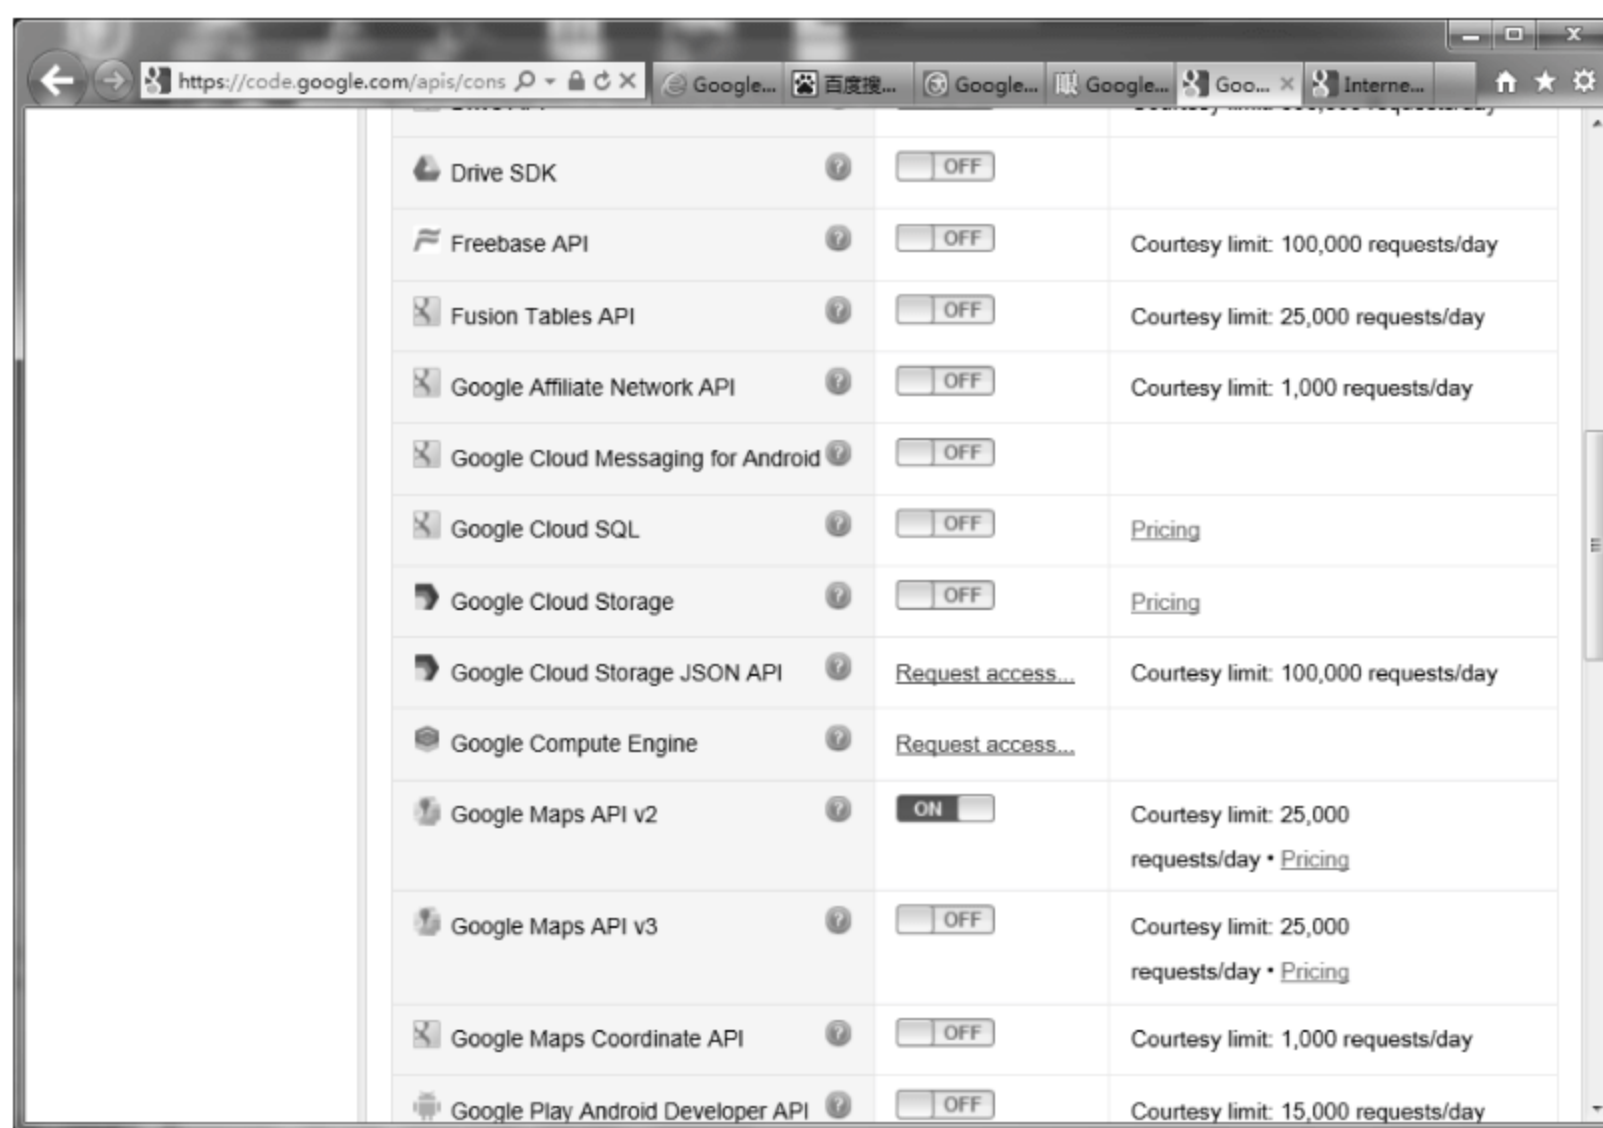 https://code.google.com/apis/cons
Google...
百度搜...
Google...
Google...
Goo...
Interne...
Drive SDK
OFF
Freebase API
OFF
Courtesy limit: 100,000 requests/day
Fusion Tables API
OFF
Courtesy limit: 25,000 requests/day
Google Affiliate Network API
OFF
Courtesy limit: 1,000 requests/day
Google Cloud Messaging for Android
OFF
Google Cloud SQL
OFF
Pricing
Google Cloud Storage
OFF
Pricing
Google Cloud Storage JSON API
Request access...
Courtesy limit: 100,000 requests/day
Google Compute Engine
Request access...
Google Maps API v2
ON
Courtesy limit: 25,000
requests/day • Pricing
Google Maps API v3
OFF
Courtesy limit: 25,000
requests/day • Pricing
Google Maps Coordinate API
OFF
Courtesy limit: 1,000 requests/day
Google Play Android Developer API
OFF
Courtesy limit: 15,000 requests/day